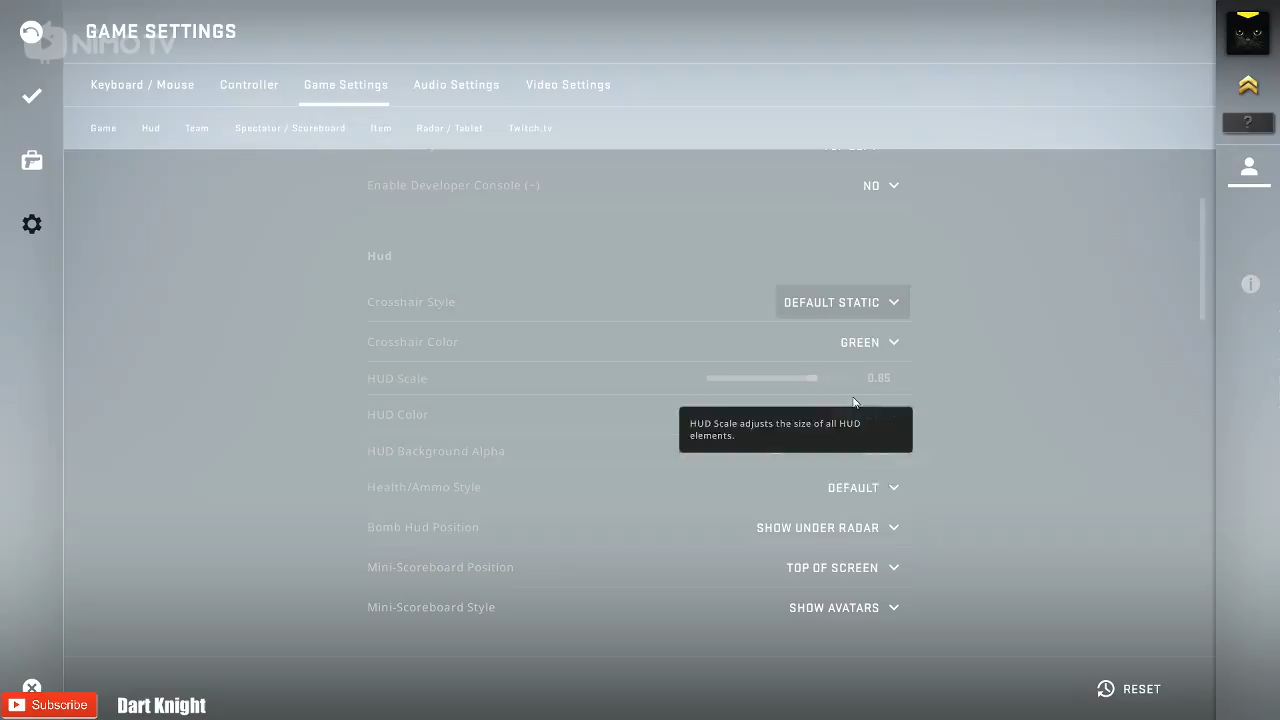 GAME SETTINGS
NIMO TV
Keyboard / Mouse
Controller
Game Settings
Audio Settings
Video Settings
Game
Hud
Team
Spectator / Scoreboard
Item
Radar / Tablet
Twitch.tv
?
Enable Developer Console (~)
NO
Hud
Crosshair Style
DEFAULT STATIC
Crosshair Color
GREEN
HUD Scale
0.85
HUD Color
HUD Scale adjusts the size of all HUD
elements.
HUD Background Alpha
Health/Ammo Style
DEFAULT
Bomb Hud Position
SHOW UNDER RADAR
Mini-Scoreboard Position
TOP OF SCREEN
Mini-Scoreboard Style
SHOW AVATARS
RESET
Subscribe
Dart Knight